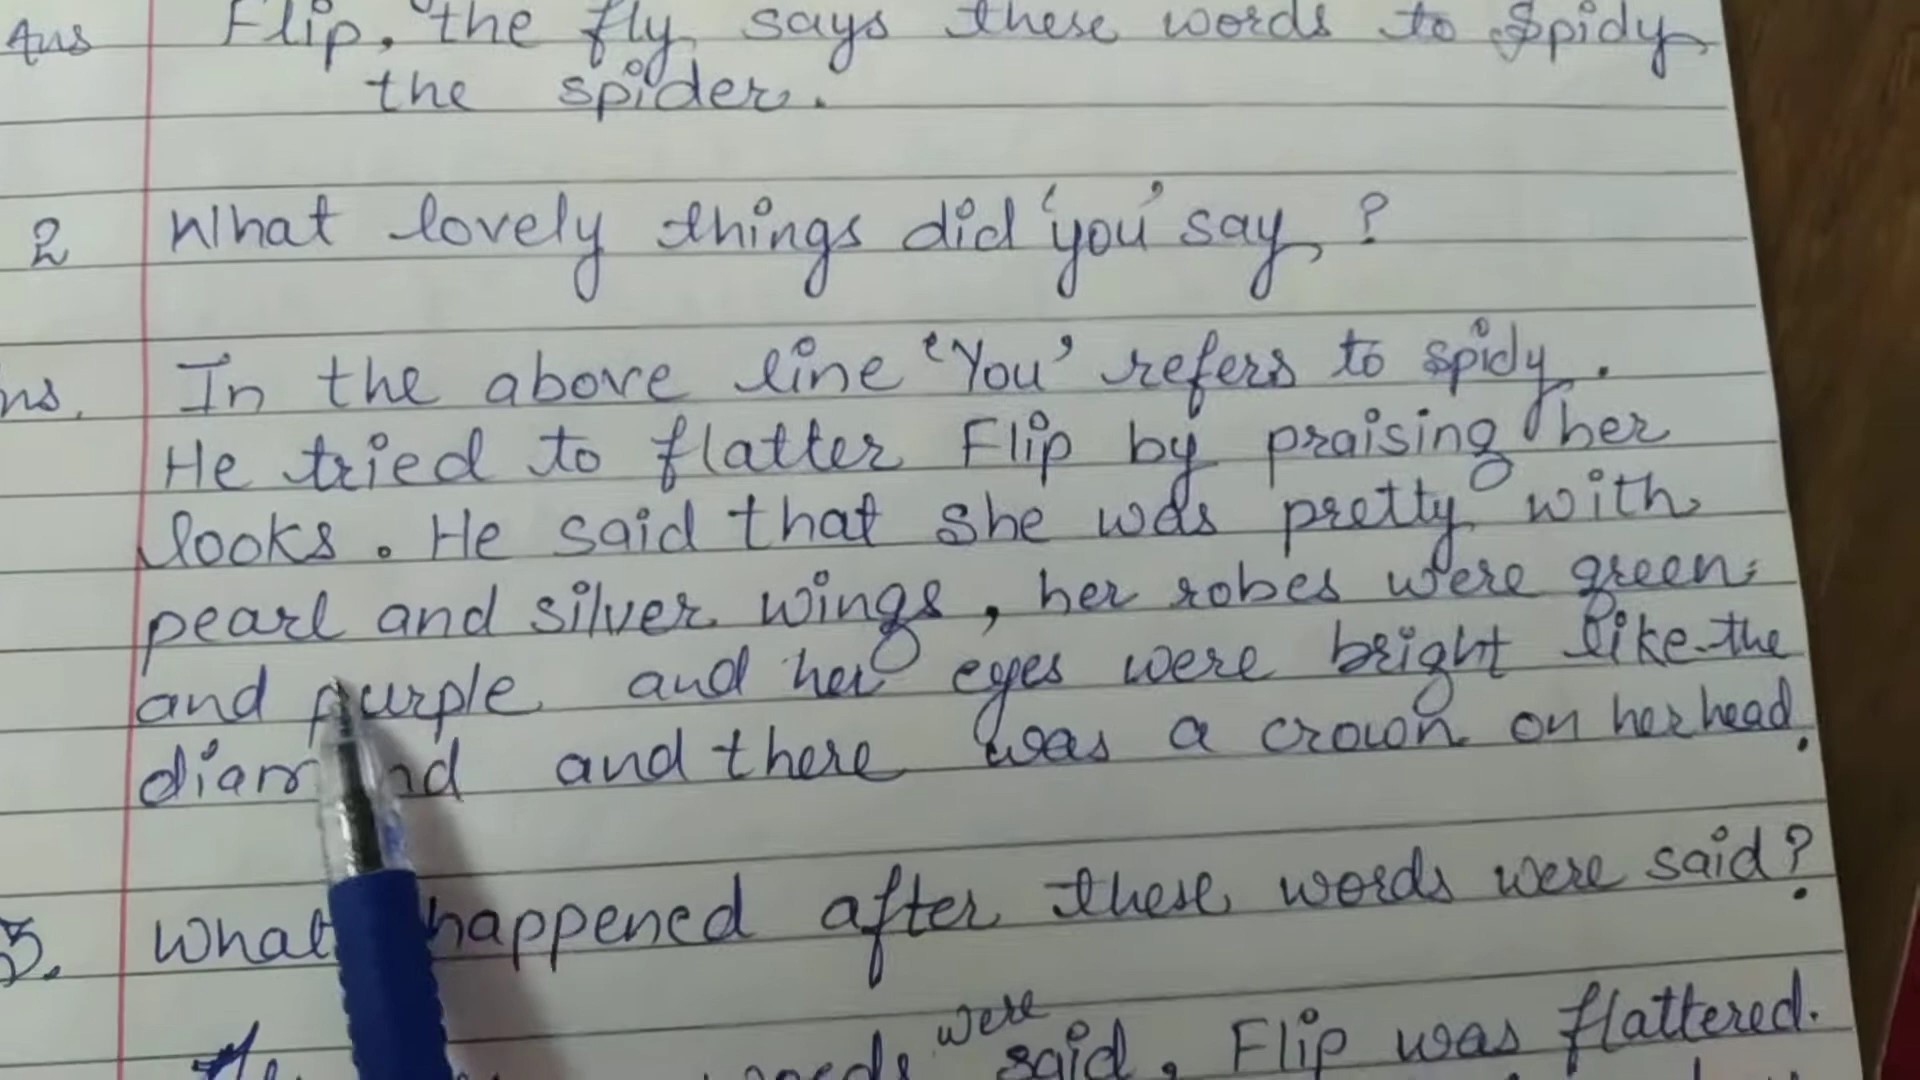 Ans Flip, the fly says these words to Spidy
the spider.
2 What lovely things did 'you' say ?
ns. In the above line 'You' refers to spidy.
He tried to flatter Flip by praising her
looks. He said that she was pretty with
pearl and silver wings, her robes were green
and purple and her eyes were bright like the
and there was a crown on her head.
3. What happened after these words were said?
were
said, Flip was flattered.